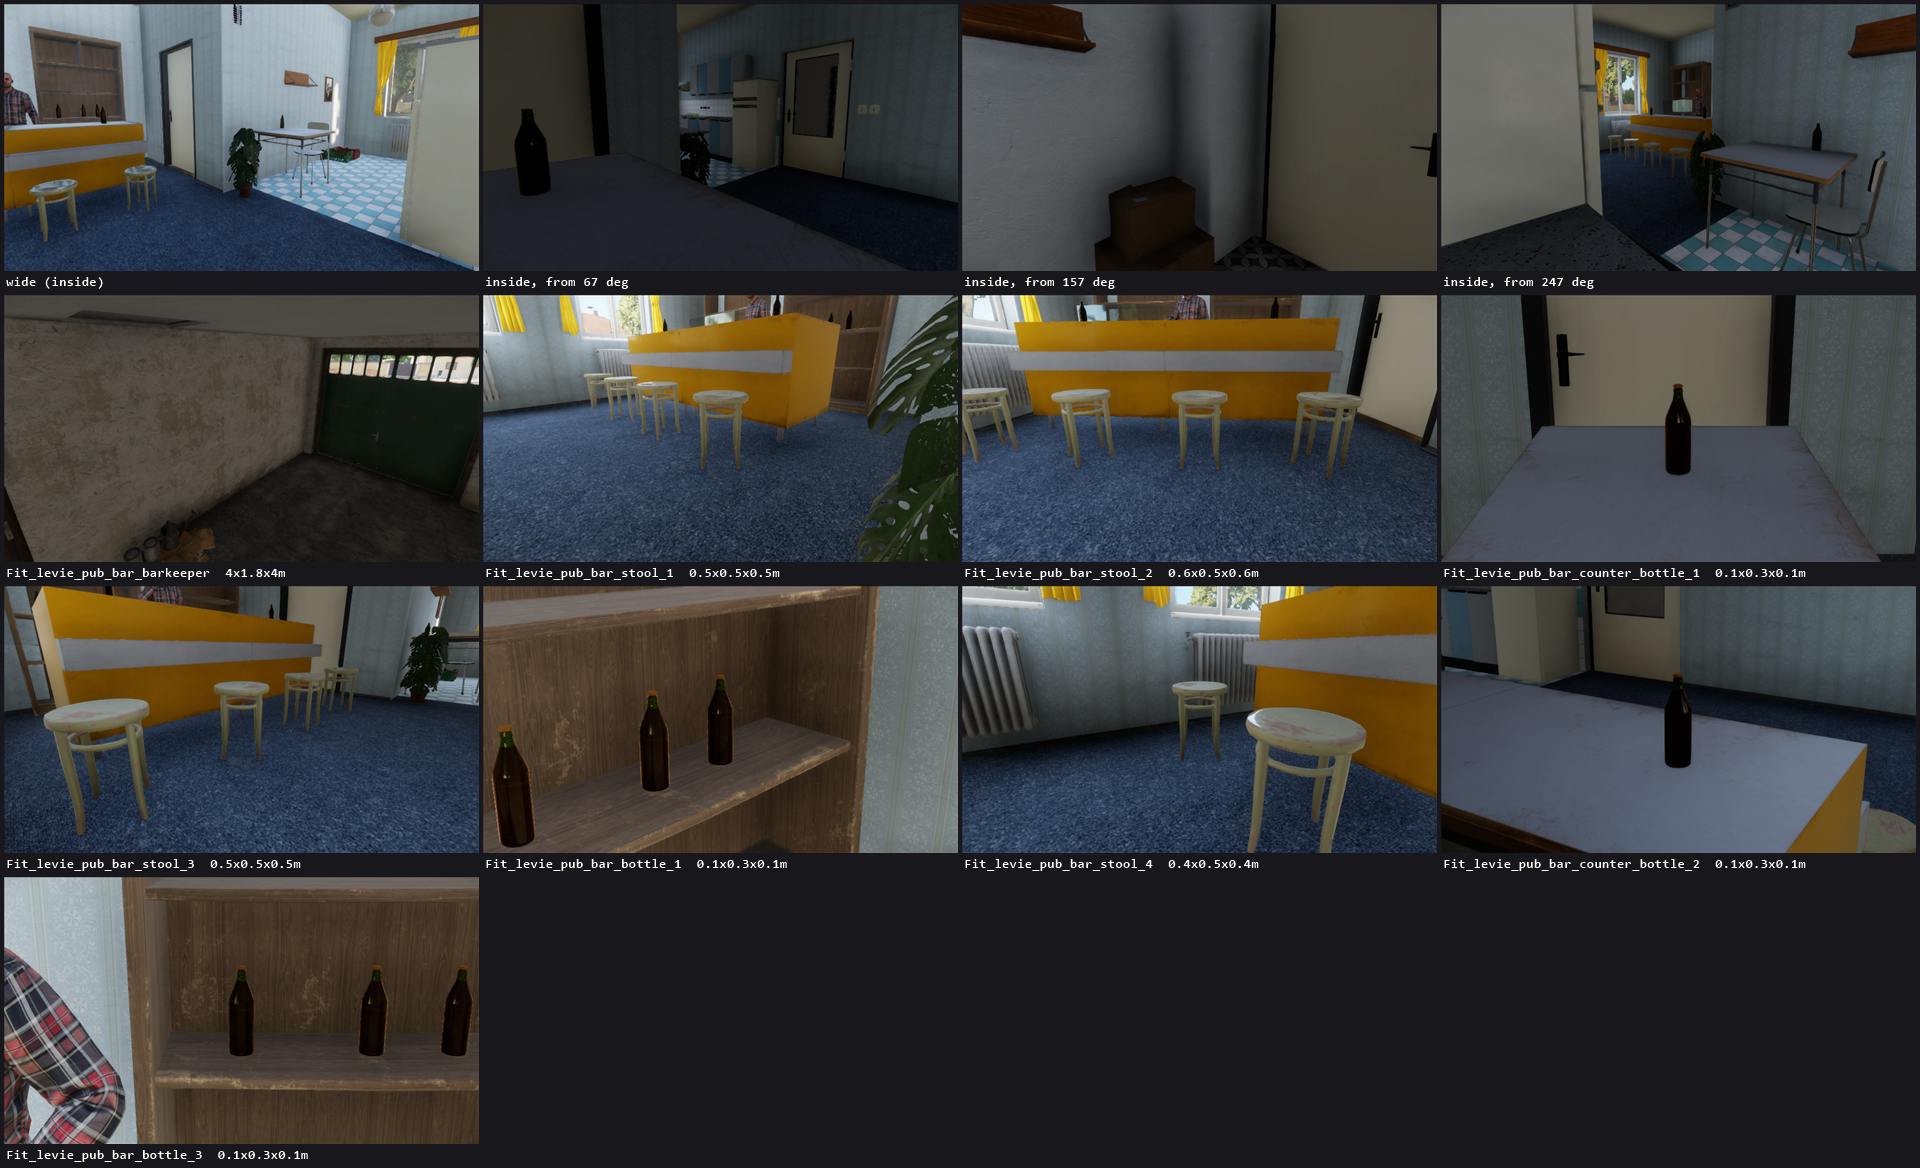 wide (inside)
inside, from 67 deg
inside, from 157 deg
inside, from 247 deg
Fit_levie_pub_bar_barkeeper  4x1.8x4m
Fit_levie_pub_bar_stool_1  0.5x0.5x0.5m
Fit_levie_pub_bar_stool_2  0.6x0.5x0.6m
Fit_levie_pub_bar_counter_bottle_1  0.1x0.3x0.1m
Fit_levie_pub_bar_stool_3  0.5x0.5x0.5m
Fit_levie_pub_bar_bottle_1  0.1x0.3x0.1m
Fit_levie_pub_bar_stool_4  0.4x0.5x0.4m
Fit_levie_pub_bar_counter_bottle_2  0.1x0.3x0.1m
Fit_levie_pub_bar_bottle_3  0.1x0.3x0.1m